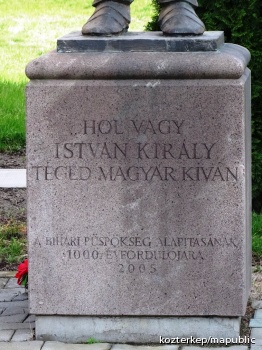 HOL VAGY
ISTVÁN KIRÁLY
TÉGED MAGYAR KÍVÁN
A BIHARI PÜSPÖKSÉG ALAPÍTÁSÁNAK
1000. ÉVFORDULÓJÁRA
2005
kozterkep/mapublic